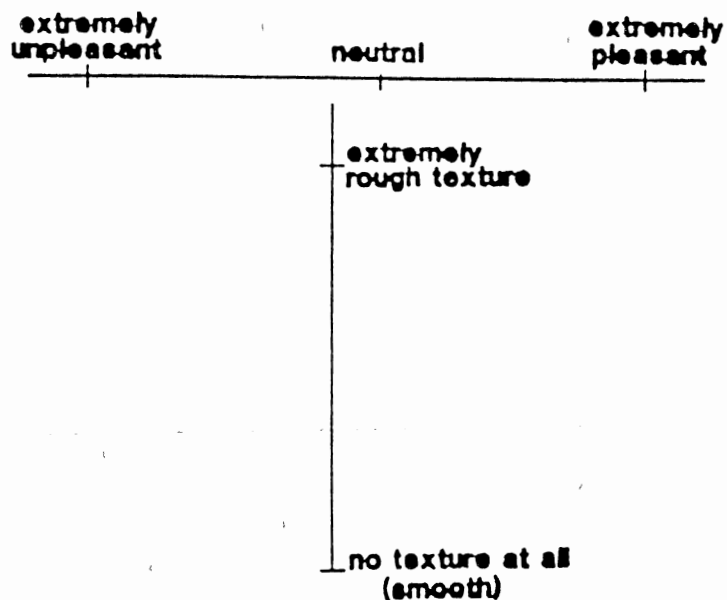 extremely
unpleasant
neutral
extremely
pleasant
extremely
rough texture
no texture at all
(smooth)